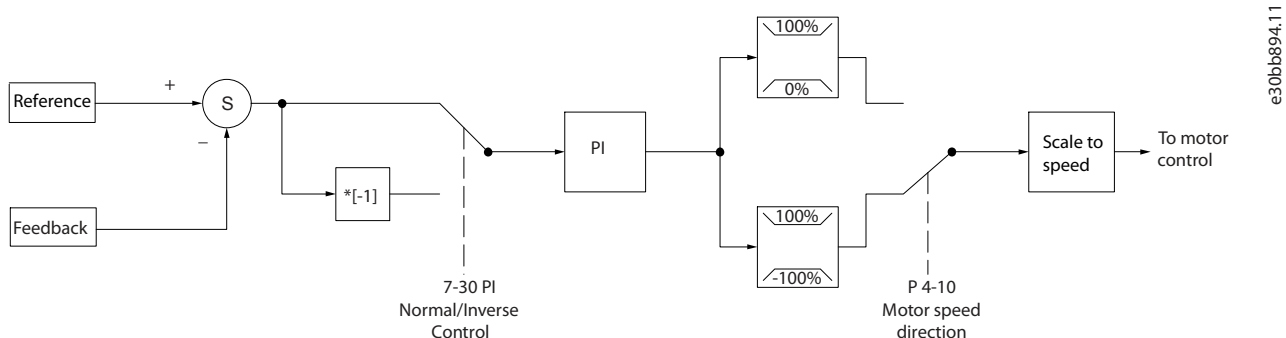 e30bb894.11
100%
0%
Reference
+
S
–
*[-1]
Feedback
PI
100%
-100%
Scale to
speed
To motor
control
7-30 PI
Normal/Inverse
Control
P 4-10
Motor speed
direction